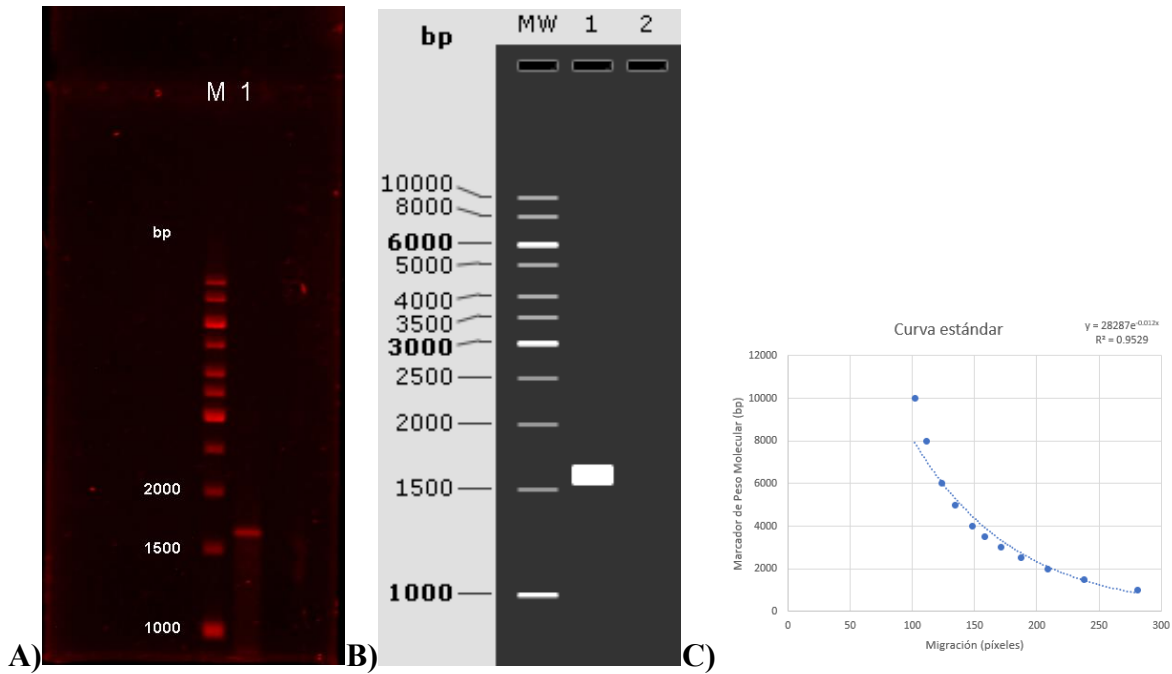 M 1
bp
2000
1500
1000
A)
bp
MW 1 2
10000
8000
6000
5000
4000
3500
3000
2500
2000
1500
1000
B)
Curva estándar
y = 28287e^-0.012x
R² = 0.9529
Marcador de Peso Molecular (bp)
12000
10000
8000
6000
4000
2000
0
0 50 100 150 200 250 300
Migración (píxeles)
C)